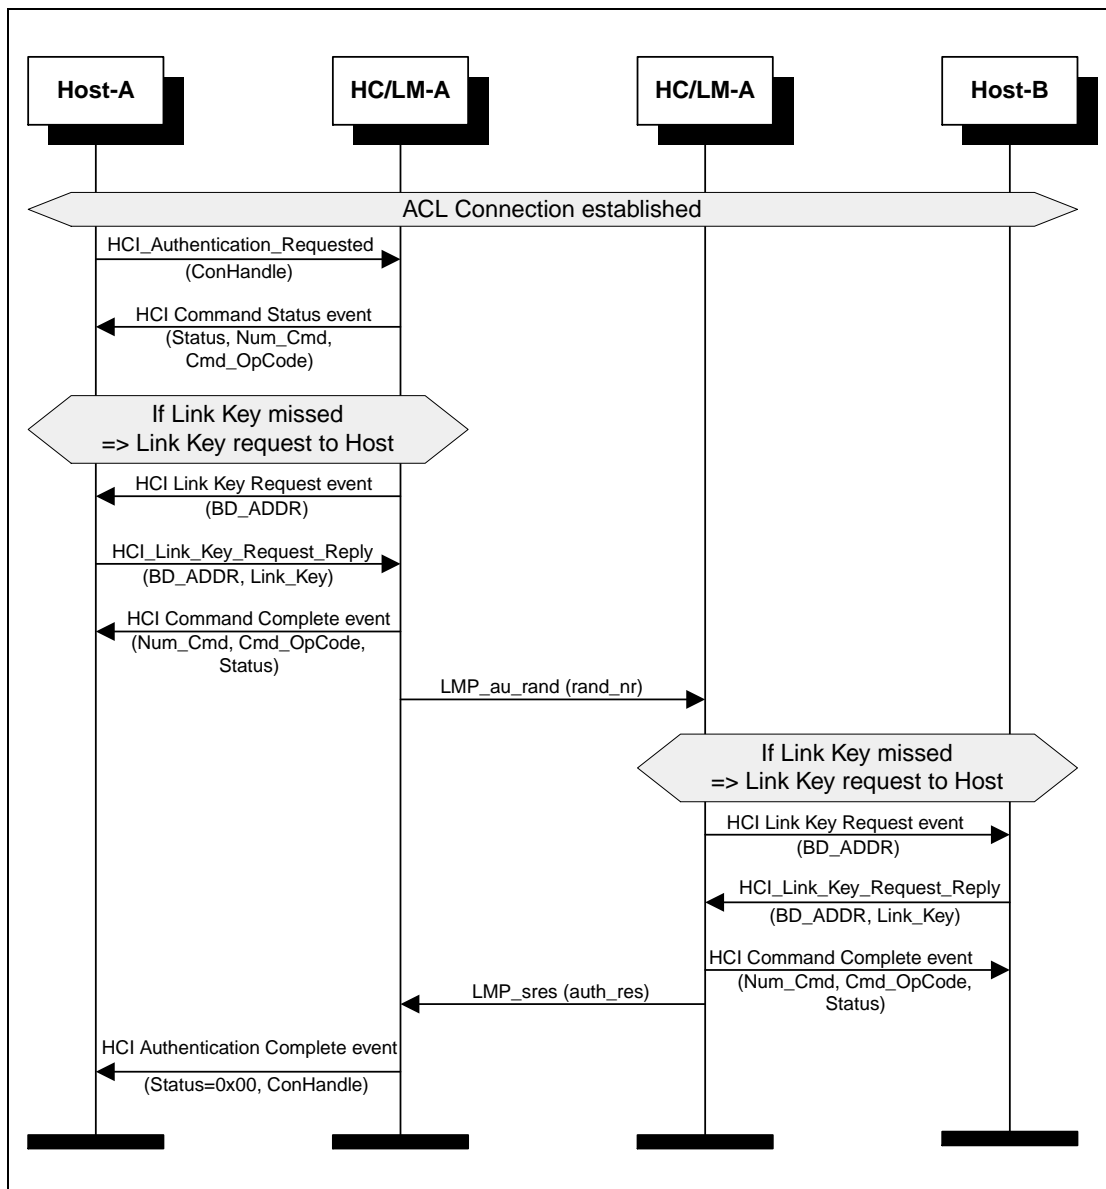 Host-A
HC/LM-A
HC/LM-A
Host-B
ACL Connection established
HCI_Authentication_Requested
(ConHandle)
HCI Command Status event
(Status, Num_Cmd,
Cmd_OpCode)
If Link Key missed
=> Link Key request to Host
HCI Link Key Request event
(BD_ADDR)
HCI_Link_Key_Request_Reply
(BD_ADDR, Link_Key)
HCI Command Complete event
(Num_Cmd, Cmd_OpCode,
Status)
LMP_au_rand (rand_nr)
If Link Key missed
=> Link Key request to Host
HCI Link Key Request event
(BD_ADDR)
HCI_Link_Key_Request_Reply
(BD_ADDR, Link_Key)
HCI Command Complete event
(Num_Cmd, Cmd_OpCode,
Status)
LMP_sres (auth_res)
HCI Authentication Complete event
(Status=0x00, ConHandle)